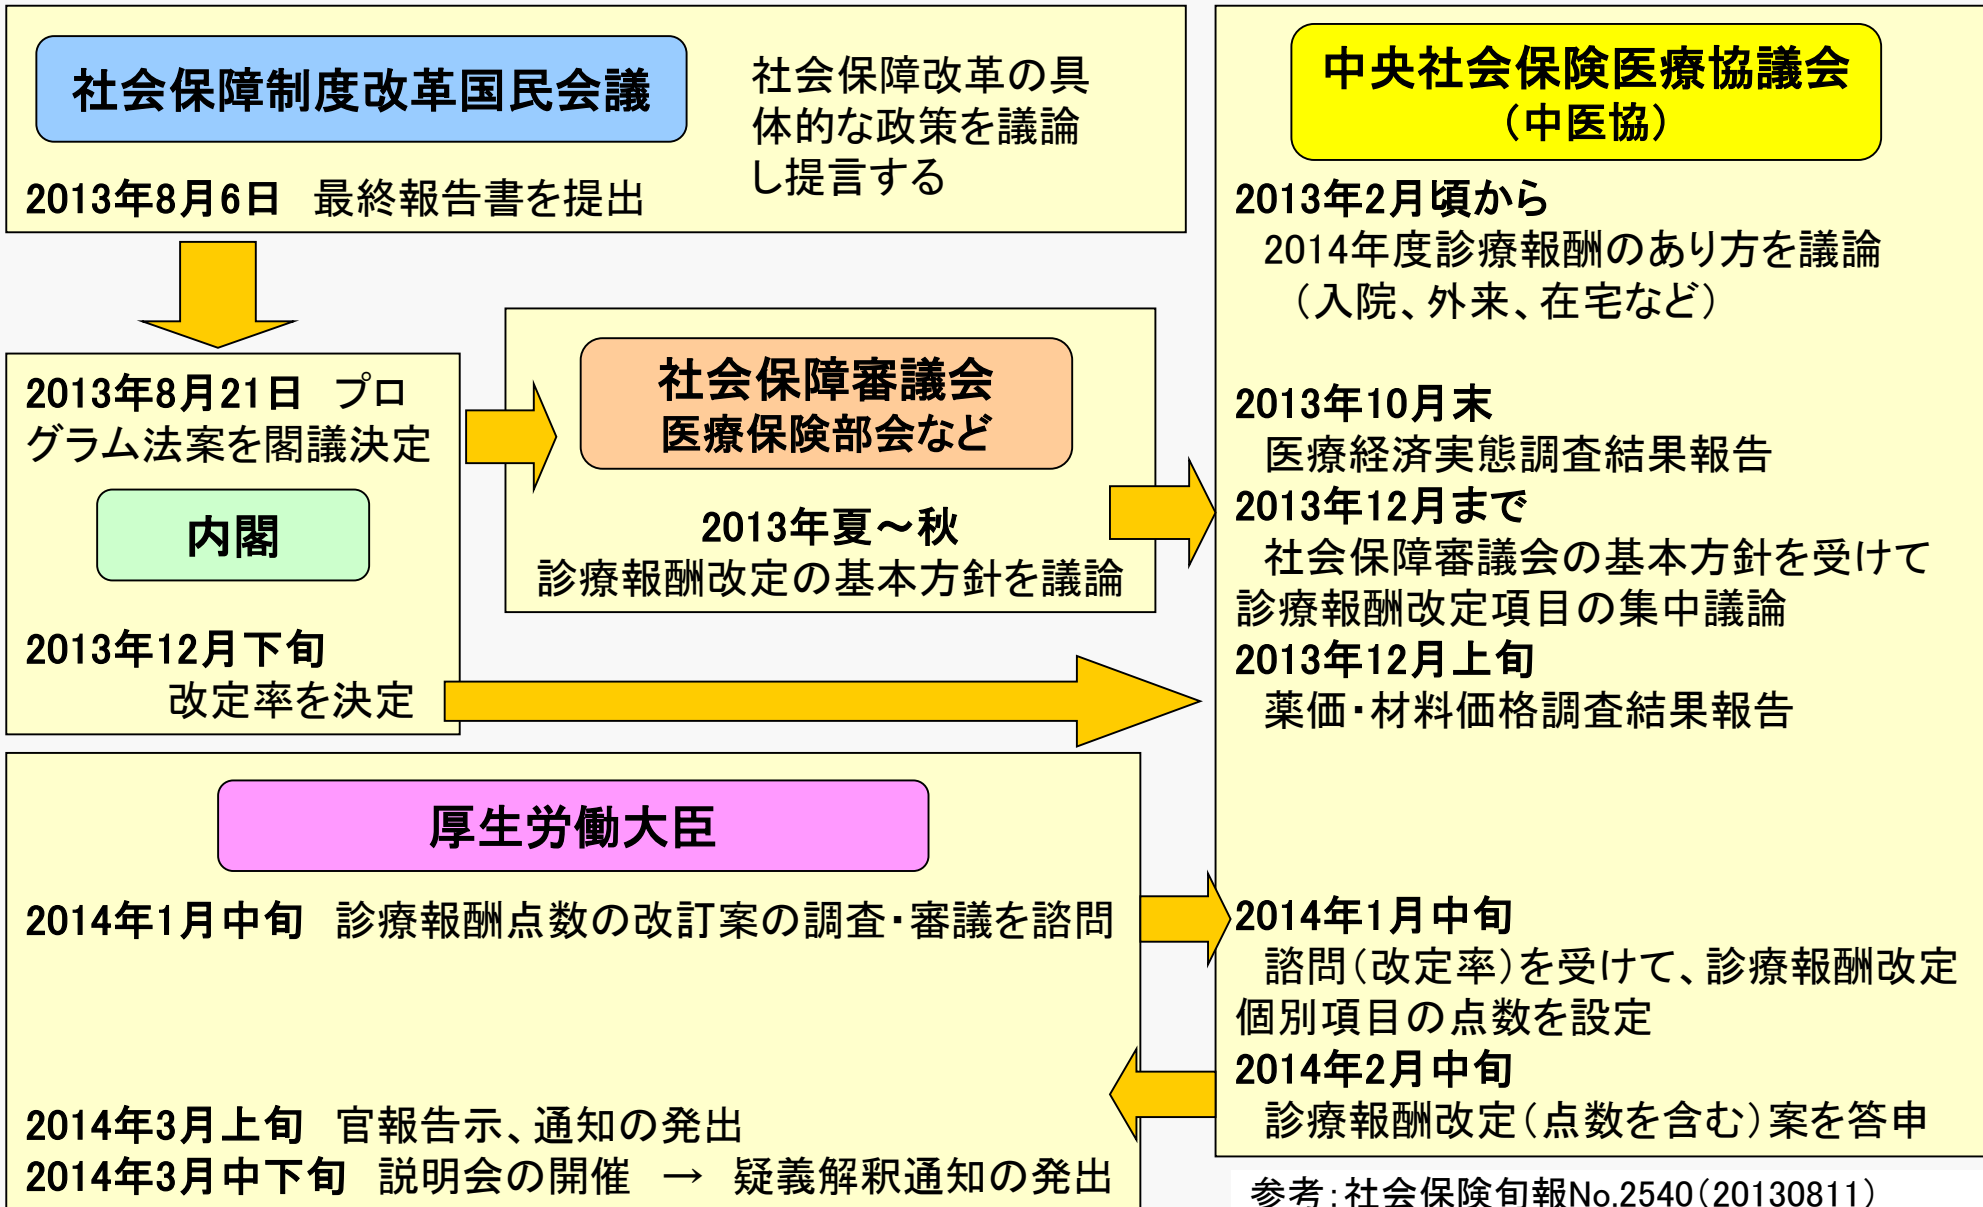 社会保障制度改革国民会議
社会保障改革の具
体的な政策を議論
し提言する
2013年8月6日　最終報告書を提出
2013年8月21日　プロ
グラム法案を閣議決定
内閣
2013年12月下旬
改定率を決定
社会保障審議会
医療保険部会など
2013年夏～秋
診療報酬改定の基本方針を議論
厚生労働大臣
2014年1月中旬　診療報酬点数の改訂案の調査・審議を諮問
2014年3月上旬　官報告示、通知の発出
2014年3月中下旬　説明会の開催　→　疑義解釈通知の発出
中央社会保険医療協議会
（中医協）
2013年2月頃から
2014年度診療報酬のあり方を議論
（入院、外来、在宅など）
2013年10月末
医療経済実態調査結果報告
2013年12月まで
社会保障審議会の基本方針を受けて
診療報酬改定項目の集中議論
2013年12月上旬
薬価・材料価格調査結果報告
2014年1月中旬
諮問（改定率）を受けて、診療報酬改定
個別項目の点数を設定
2014年2月中旬
診療報酬改定（点数を含む）案を答申
参考：社会保険旬報No.2540（20130811）